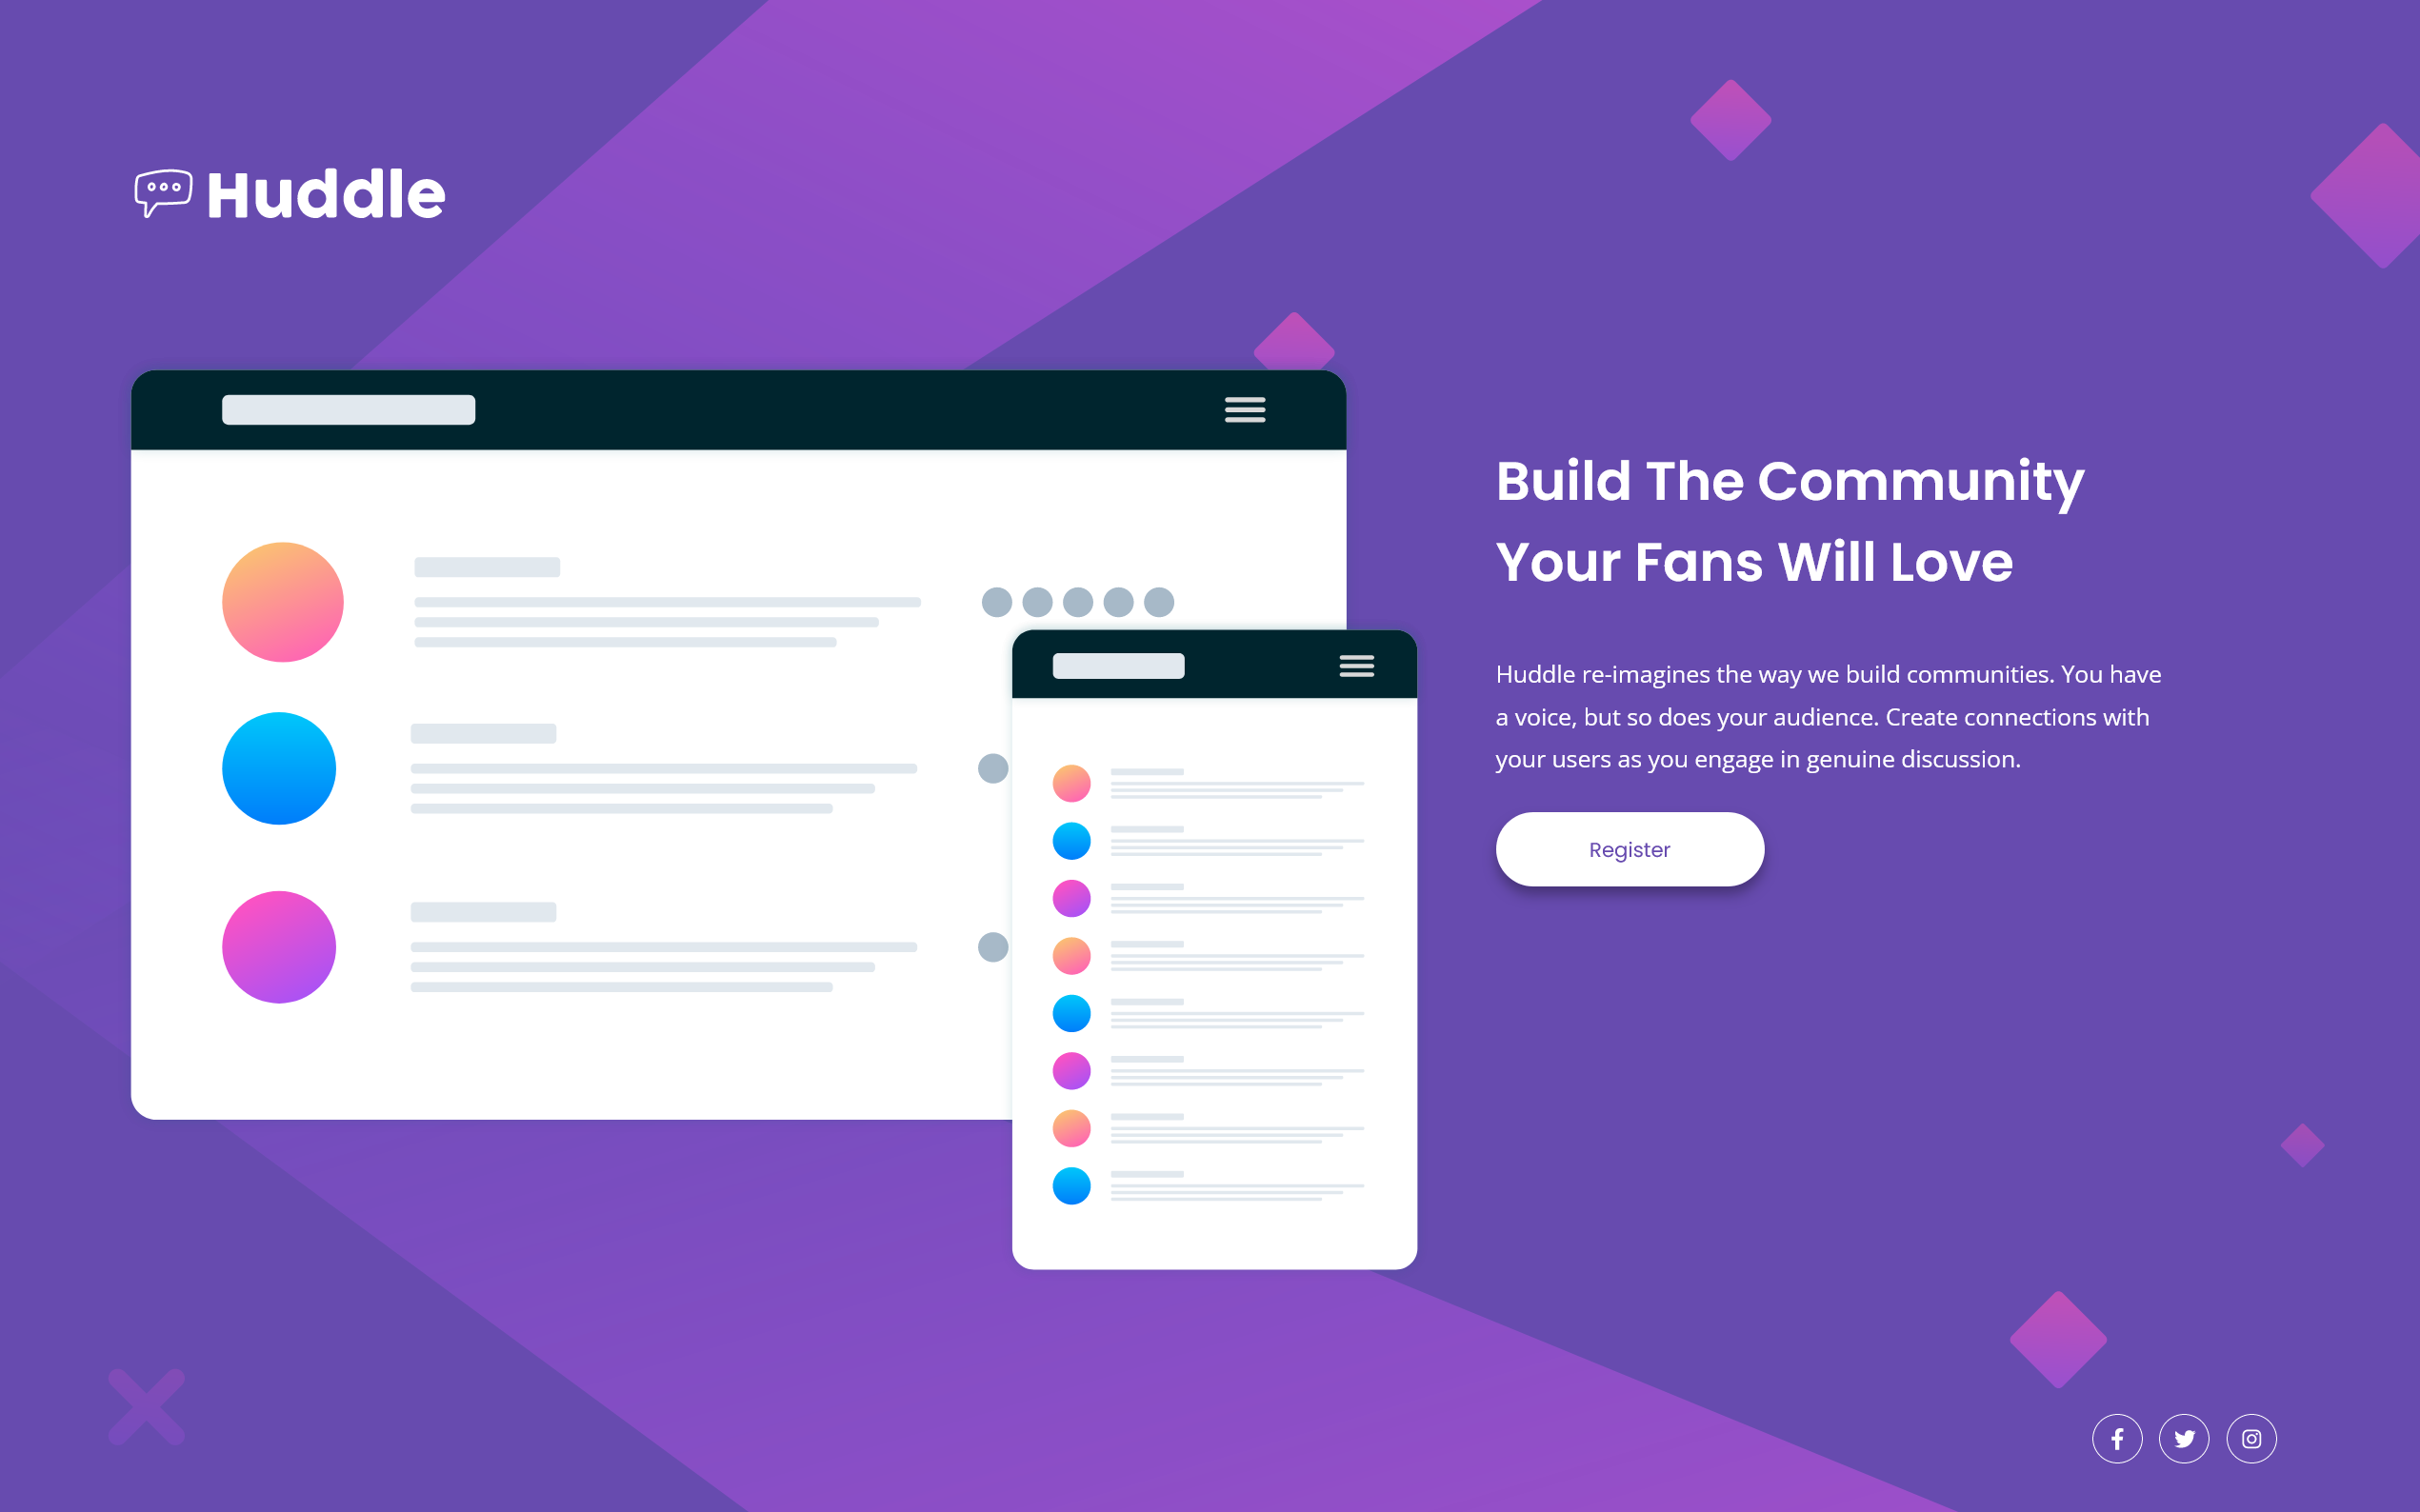 Huddle
Build The Community
Your Fans Will Love
Huddle re-imagines the way we build communities. You have
a voice, but so does your audience. Create connections with
your users as you engage in genuine discussion.
Register